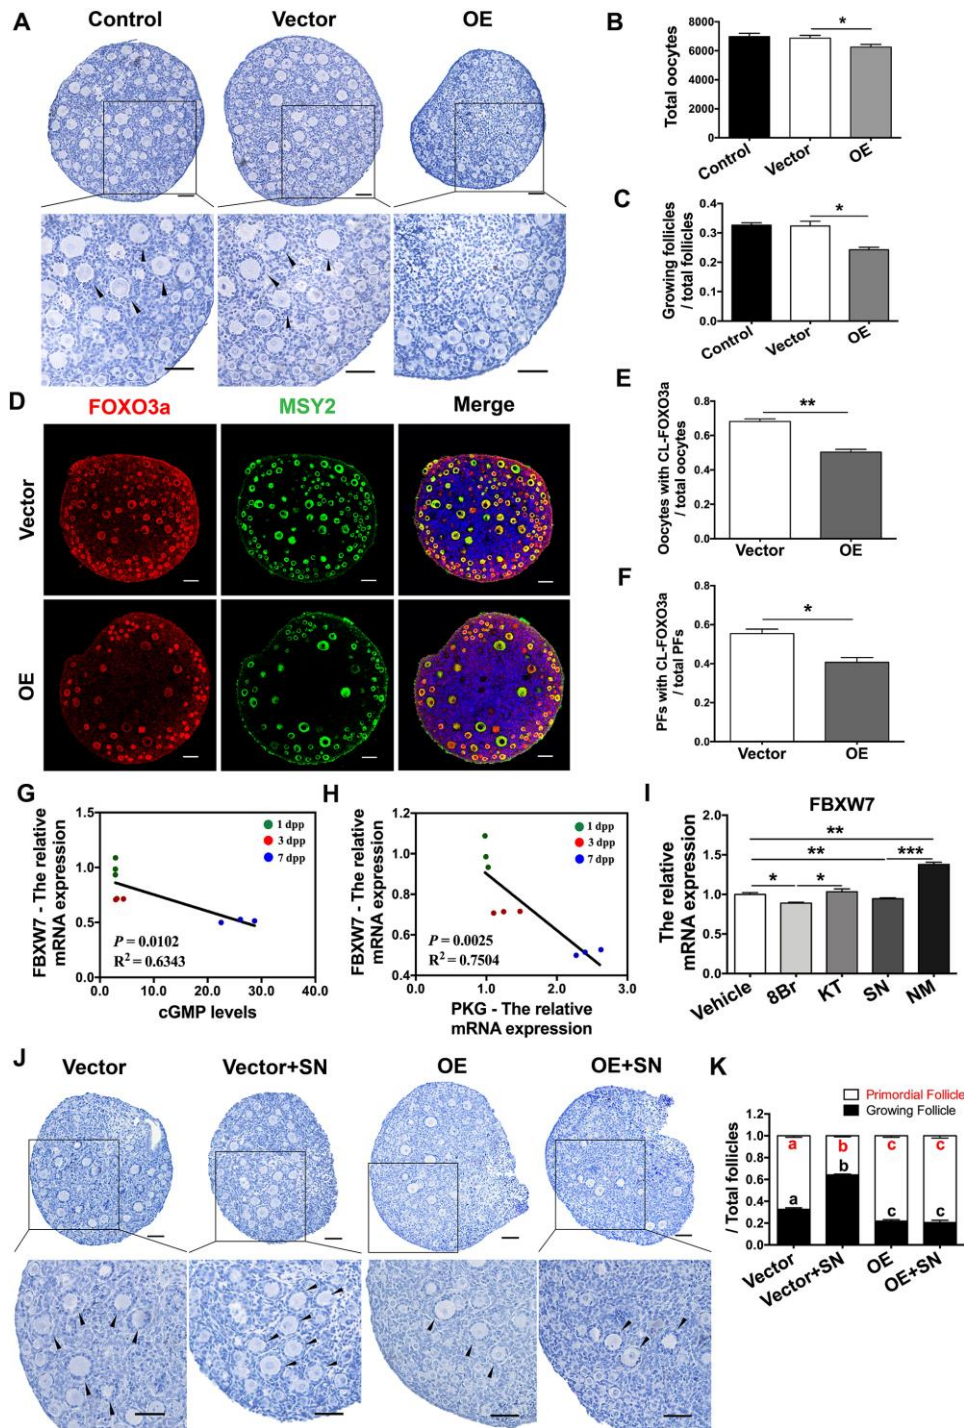 A
Control
Vector
OE
B
Total oocytes
8000
6000
4000
2000
0
*
Control
Vector
OE
C
Growing follicles
/ total follicles
0.4
0.3
0.2
0.1
0.0
*
Control
Vector
OE
D
FOXO3a
MSY2
Merge
Vector
OE
E
Oocytes with CL-FOXO3a
/ total oocytes
0.8
0.6
0.4
0.2
0.0
**
Vector
OE
F
PFs with CL-FOXO3a
/ total PFs
0.8
0.6
0.4
0.2
0.0
*
Vector
OE
G
FBXW7 - The relative
mRNA expression
1.5
1.0
0.5
0.0
1 dpp
3 dpp
7 dpp
P = 0.0102
R² = 0.6343
0.0 10.0 20.0 30.0 40.0
cGMP levels
H
FBXW7 - The relative
mRNA expression
1.2
1.0
0.8
0.6
0.4
1 dpp
3 dpp
7 dpp
P = 0.0025
R² = 0.7504
0.0 1.0 2.0 3.0
PKG - The relative
mRNA expression
I
FBXW7
The relative
mRNA expression
2.0
1.5
1.0
0.5
0.0
**
** ***
* *
Vehicle
8Br
KT
SN
NM
J
Vector
Vector+SN
OE
OE+SN
K
Primordial Follicle
Growing Follicle
/ Total follicles
1.2
1.0
0.8
0.6
0.4
0.2
0.0
a b c c
a b c c
Vector
Vector+SN
OE
OE+SN